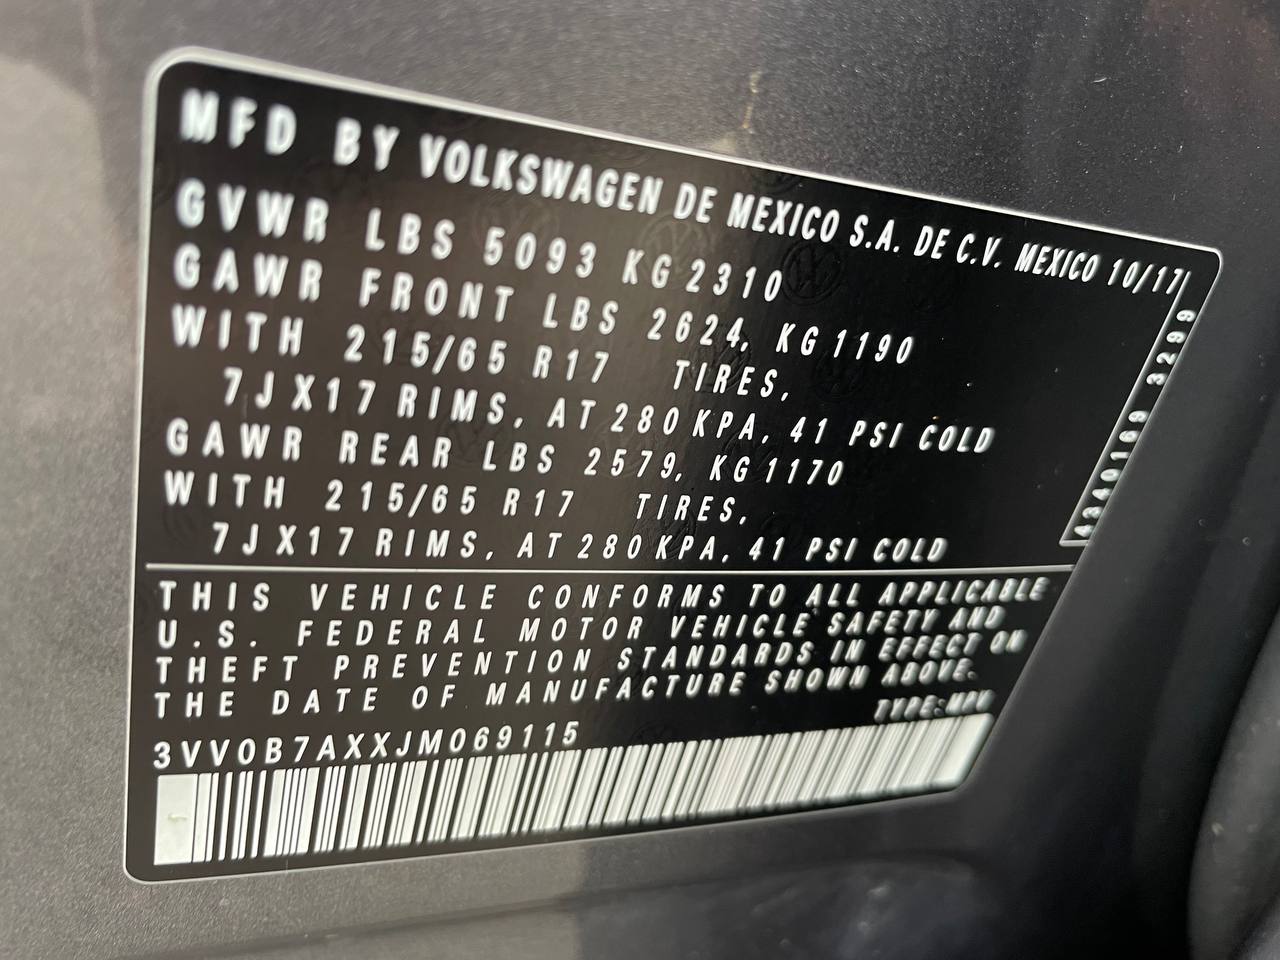 MFD BY VOLKSWAGEN DE MEXICO S.A. DE C.V. MEXICO 10/17
GVWR LBS 5093 KG 2310
GAWR FRONT LBS 2624, KG 1190
WITH 215/65 R17 TIRES,
7J X17 RIMS, AT 280 KPA, 41 PSI COLD
GAWR REAR LBS 2579, KG 1170
WITH 215/65 R17 TIRES,
7J X17 RIMS, AT 280 KPA, 41 PSI COLD
4340169 3299
THIS VEHICLE CONFORMS TO ALL APPLICABLE
U.S. FEDERAL MOTOR VEHICLE SAFETY AND
THEFT PREVENTION STANDARDS IN EFFECT ON
THE DATE OF MANUFACTURE SHOWN ABOVE.
TYPE:MPV
3VV0B7AXXJM069115